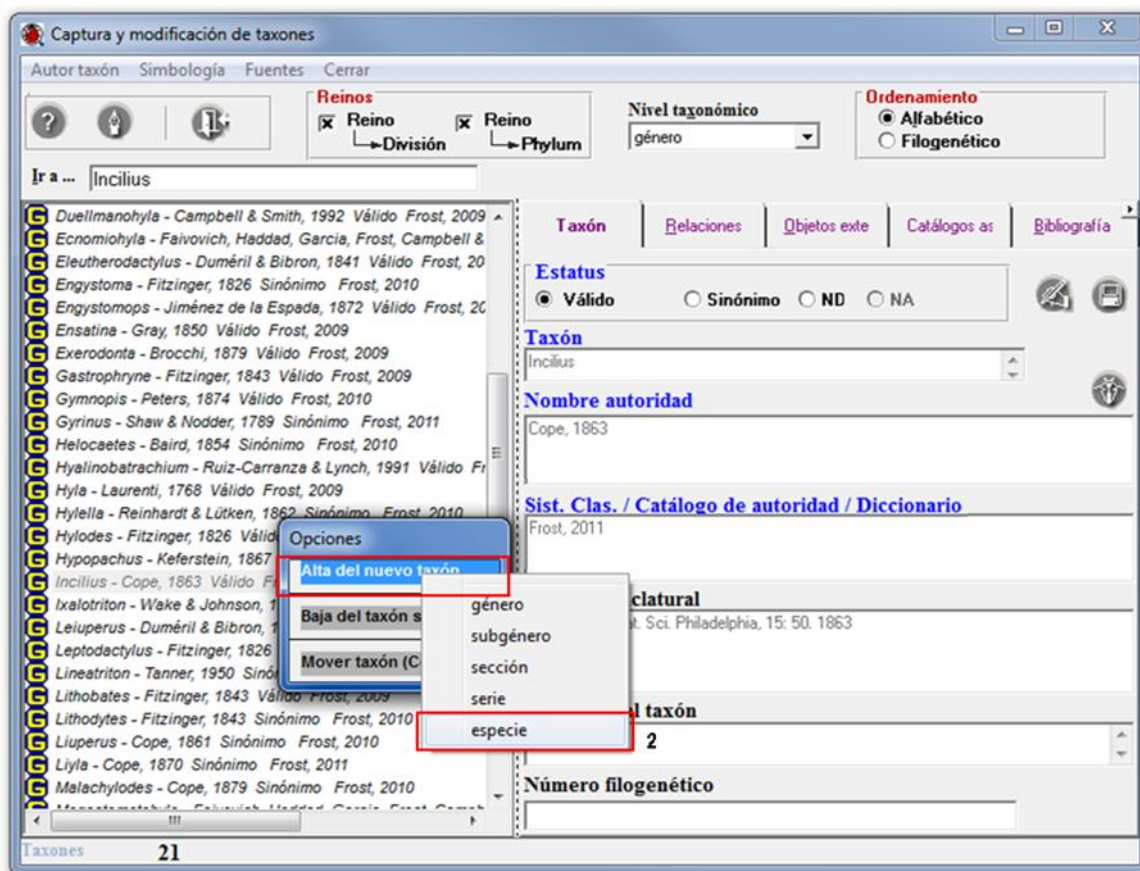 Captura y modificación de taxones
Autor taxón Simbología Fuentes Cerrar
Reinos
Reino Reino
División Phylum
Nivel taxonómico
género
Ordenamiento
Alfabético
Filogenético
Ir a ... Incilius
Duellmanohyla - Campbell & Smith, 1992 Válido Frost, 2009
Ecnomiohyla - Faivovich, Haddad, Garcia, Frost, Campbell &
Eleutherodactylus - Duméril & Bibron, 1841 Válido Frost, 20
Engystoma - Fitzinger, 1826 Sinónimo Frost, 2010
Engystomops - Jiménez de la Espada, 1872 Válido Frost, 20
Ensatina - Gray, 1850 Válido Frost, 2009
Exerodonta - Brocchi, 1879 Válido Frost, 2009
Gastrophryne - Fitzinger, 1843 Válido Frost, 2009
Gymnopis - Peters, 1874 Válido Frost, 2010
Gyrinus - Shaw & Nodder, 1789 Sinónimo Frost, 2011
Helocaetes - Baird, 1854 Sinónimo Frost, 2010
Hyalinobatrachium - Ruiz-Carranza & Lynch, 1991 Válido Fr
Hyla - Laurenti, 1768 Válido Frost, 2009
Hylella - Reinhardt & Lütken, 1862 Sinónimo Frost 2010
Hylodes - Fitzinger, 1826 Válid
Hypopachus - Keferstein, 1867
Incilius - Cope, 1863 Válido F
Ixalotriton - Wake & Johnson, 1
Leiuperus - Duméril & Bibron, 1
Leptodactylus - Fitzinger, 1826
Lineatriton - Tanner, 1950 Sinó
Lithobates - Fitzinger, 1843 Válido Frost, 2009
Lithodytes - Fitzinger, 1843 Sinónimo Frost, 2010
Liuperus - Cope, 1861 Sinónimo Frost, 2010
Liyla - Cope, 1870 Sinónimo Frost, 2011
Malachylodes - Cope, 1879 Sinónimo Frost, 2010
Taxones 21
Opciones
Alta del nuevo taxón
Baja del taxón s
Mover taxón (C
género
subgénero
sección
serie
especie
Taxón Relaciones Objetos exte Catálogos as Bibliografía
Estatus
Válido Sinónimo ND NA
Taxón
Incilius
Nombre autoridad
Cope, 1863
Sist. Clas. / Catálogo de autoridad / Diccionario
Frost, 2011
clatural
t. Sci. Philadelphia, 15: 50. 1863
l taxón
2
Número filogenético